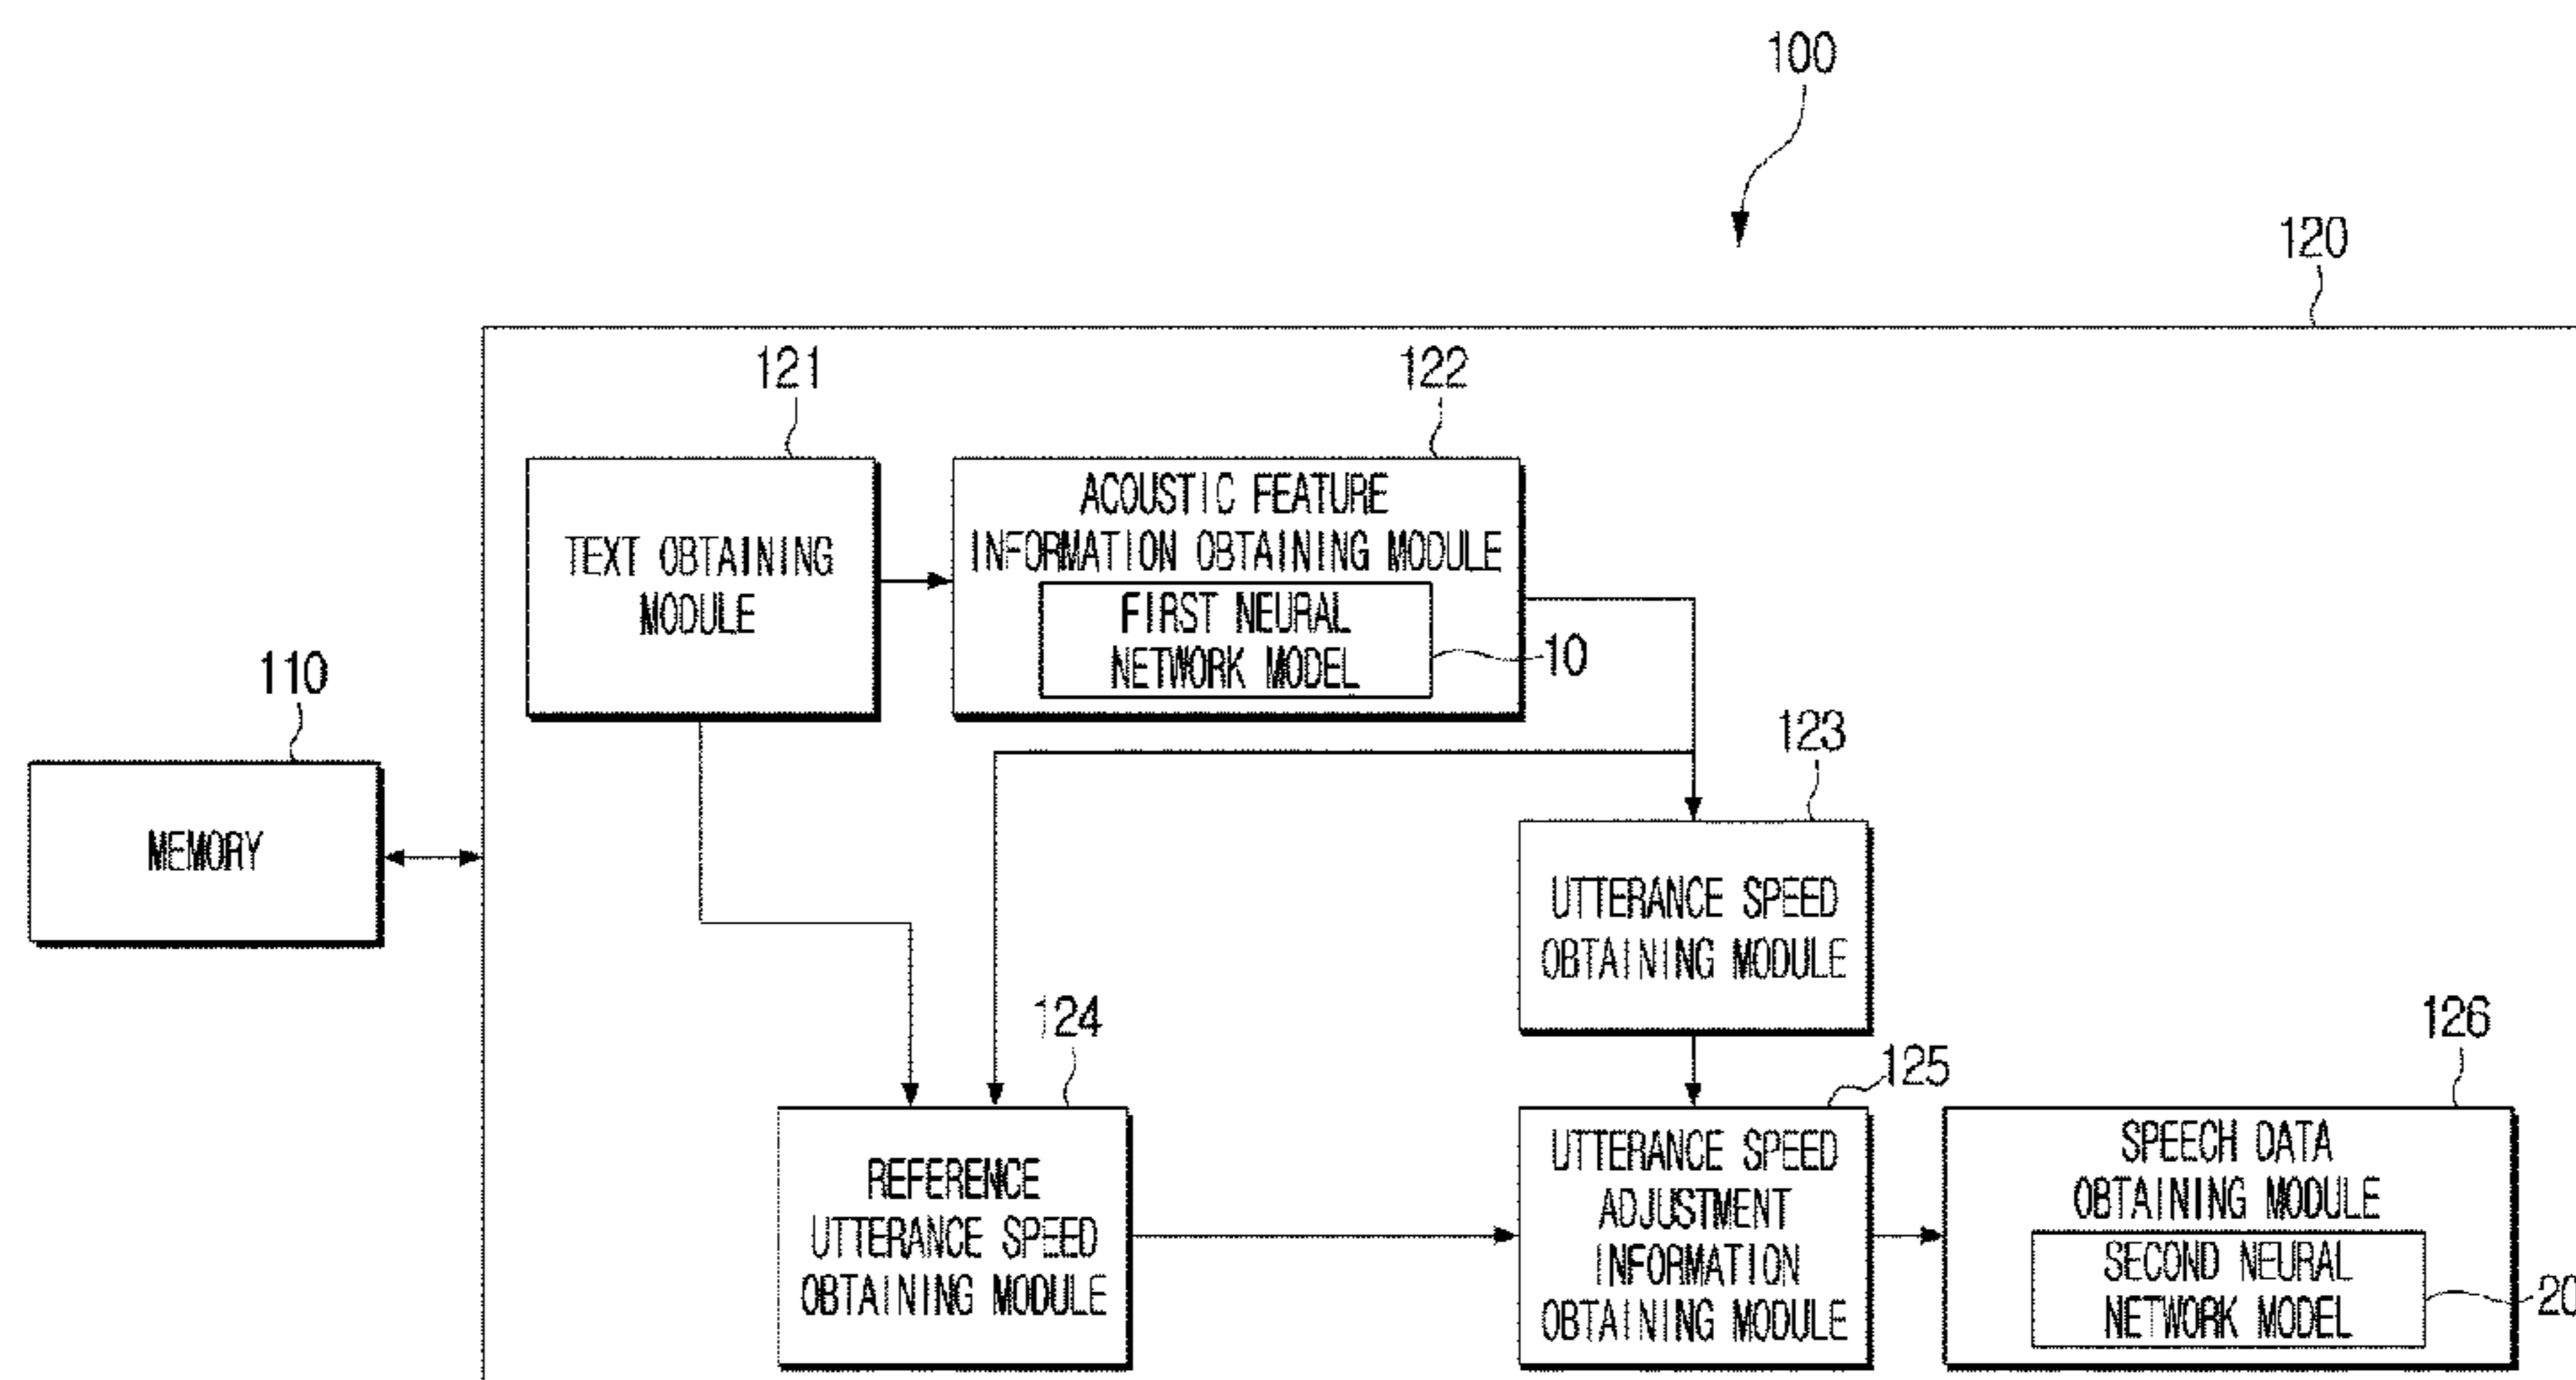 100
120
121
122
TEXT OBTAINING
MODULE
ACOUSTIC FEATURE
INFORMATION OBTAINING MODULE
FIRST NEURAL
NETWORK MODEL
10
110
MEMORY
123
UTTERANCE SPEED
OBTAINING MODULE
124
REFERENCE
UTTERANCE SPEED
OBTAINING MODULE
125
UTTERANCE SPEED
ADJUSTMENT
INFORMATION
OBTAINING MODULE
126
SPEECH DATA
OBTAINING MODULE
SECOND NEURAL
NETWORK MODEL
20